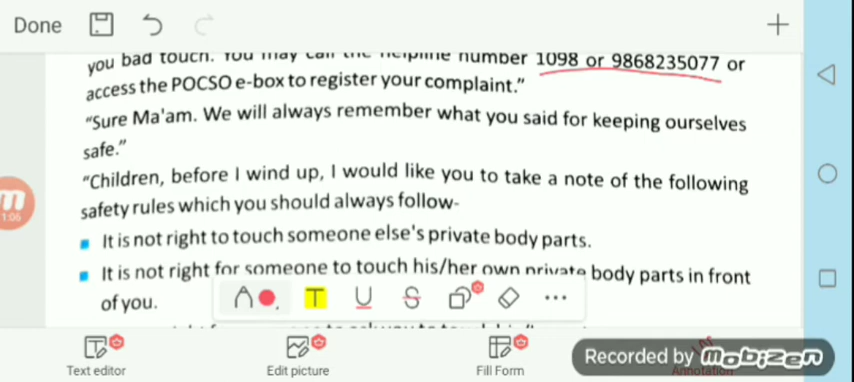 Done
you bad touch. You may call the helpline number 1098 or 9868235077 or
access the POCSO e-box to register your complaint.”
“Sure Ma'am. We will always remember what you said for keeping ourselves
safe.”
“Children, before I wind up, I would like you to take a note of the following
safety rules which you should always follow-
It is not right to touch someone else's private body parts.
It is not right for someone to touch his/her own private body parts in front
of you.
1:06
T U S
Text editor
Edit picture
Fill Form
Annotation
Recorded by Mobizen